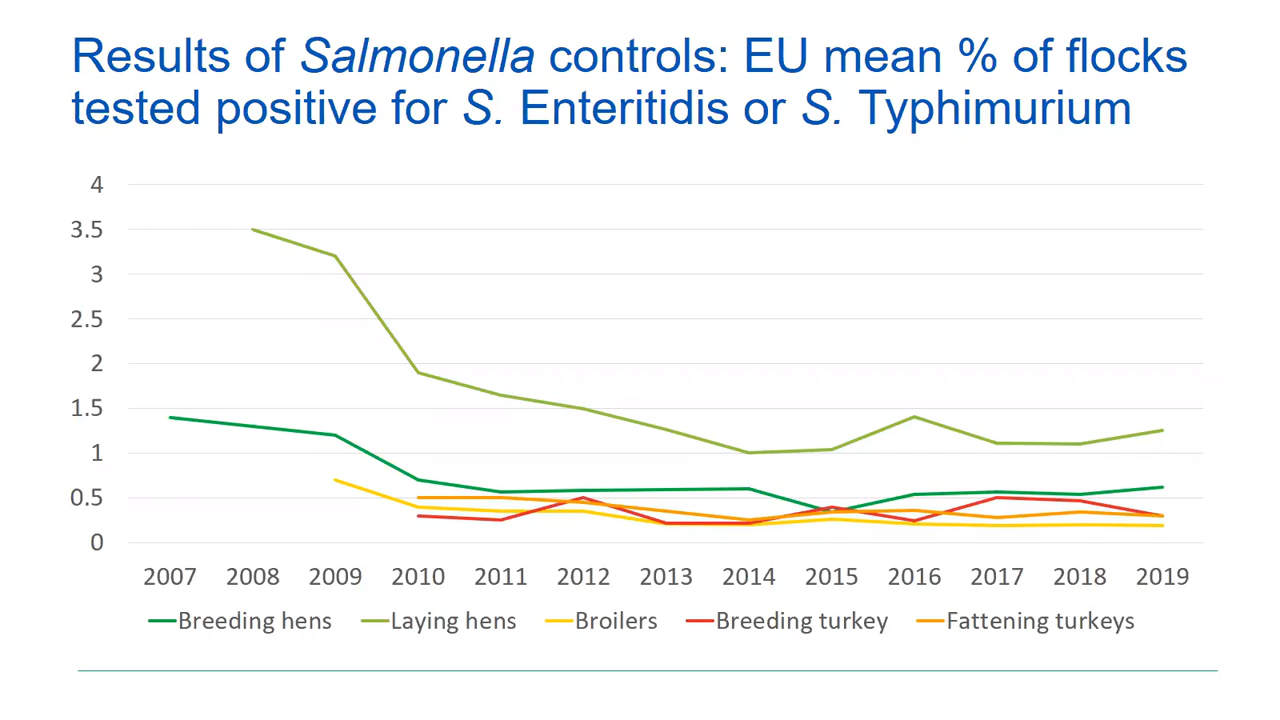 Results of Salmonella controls: EU mean % of flocks
tested positive for S. Enteritidis or S. Typhimurium
4
3.5
3
2.5
2
1.5
1
0.5
0
2007 2008 2009 2010 2011 2012 2013 2014 2015 2016 2017 2018 2019
Breeding hens Laying hens Broilers Breeding turkey Fattening turkeys